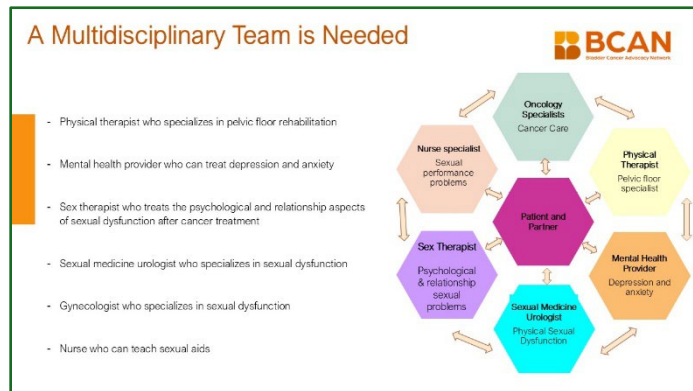 A Multidisciplinary Team is Needed
BCAN
Bladder Cancer Advocacy Network
- Physical therapist who specializes in pelvic floor rehabilitation
- Mental health provider who can treat depression and anxiety
- Sex therapist who treats the psychological and relationship aspects
of sexual dysfunction after cancer treatment
- Sexual medicine urologist who specializes in sexual dysfunction
- Gynecologist who specializes in sexual dysfunction
- Nurse who can teach sexual aids
Oncology
Specialists
Cancer Care
Nurse specialist
Sexual
performance
problems
Physical
Therapist
Pelvic floor
specialist
Patient and
Partner
Sex Therapist
Psychological
& relationship
sexual
problems
Mental Health
Provider
Depression and
anxiety
Sexual Medicine
Urologist
Physical Sexual
Dysfunction